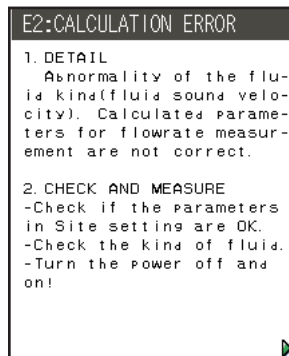 E2:CALCULATION ERROR
1. DETAIL
Abnormality of the flu-
id kind(fluid sound velo-
city). Calculated parame-
ters for flowrate measur-
ement are not correct.
2. CHECK AND MEASURE
-Check if the parameters
in Site setting are OK.
-Check the kind of fluid.
-Turn the power off and
on!